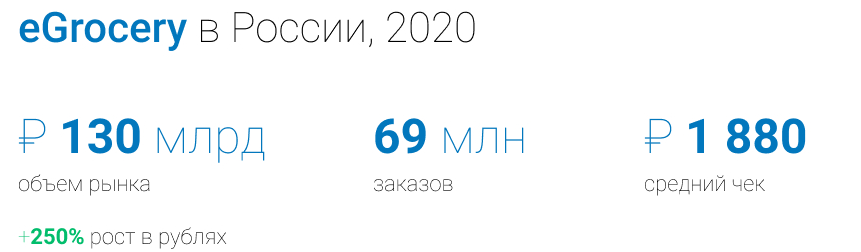 eGrocery в России, 2020
₽ 130 млрд 69 млн ₽ 1 880
объем рынка заказов средний чек
+250% рост в рублях